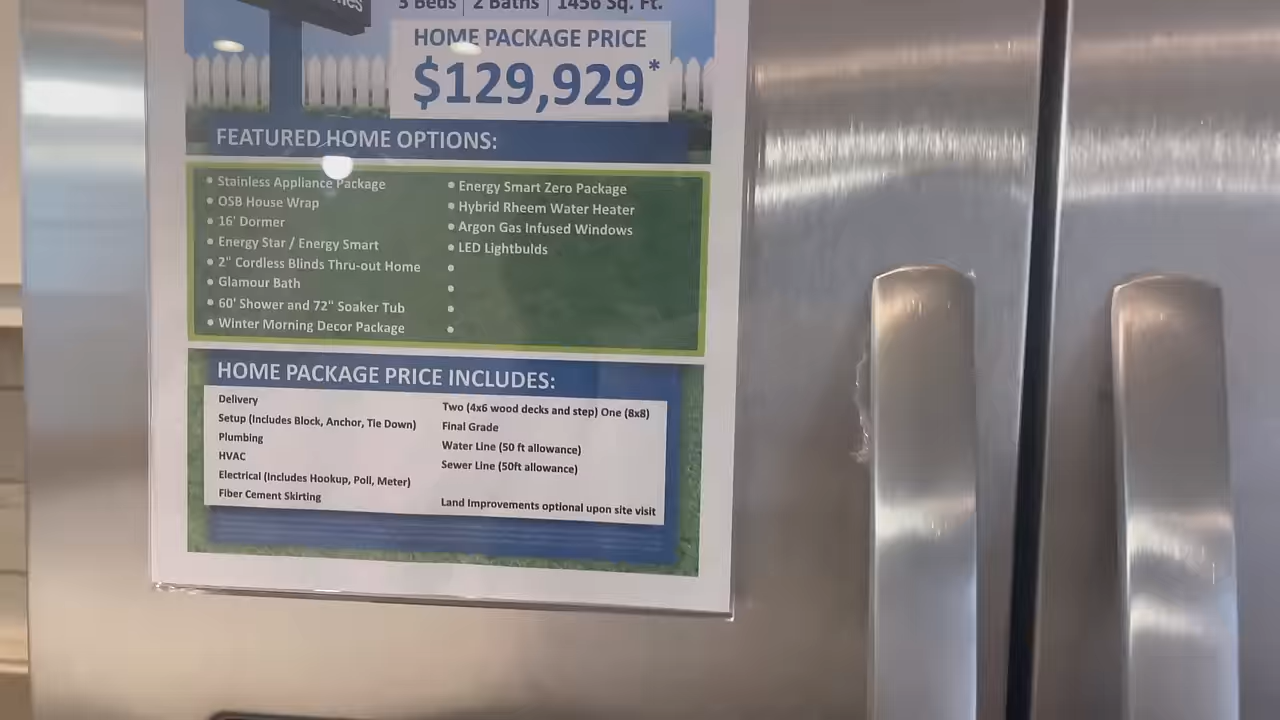 3 Beds | 2 Baths | 1456 Sq. Ft.
HOME PACKAGE PRICE
$129,929*
FEATURED HOME OPTIONS:
• Stainless Appliance Package
• OSB House Wrap
• 16' Dormer
• Energy Star / Energy Smart
• 2" Cordless Blinds Thru-out Home
• Glamour Bath
• 60' Shower and 72" Soaker Tub
• Winter Morning Decor Package
• Energy Smart Zero Package
• Hybrid Rheem Water Heater
• Argon Gas Infused Windows
• LED Lightbulds
HOME PACKAGE PRICE INCLUDES:
Delivery
Setup (Includes Block, Anchor, Tie Down)
Plumbing
HVAC
Electrical (Includes Hookup, Poll, Meter)
Fiber Cement Skirting
Two (4x6 wood decks and step) One (8x8)
Final Grade
Water Line (50 ft allowance)
Sewer Line (50ft allowance)
Land Improvements optional upon site visit